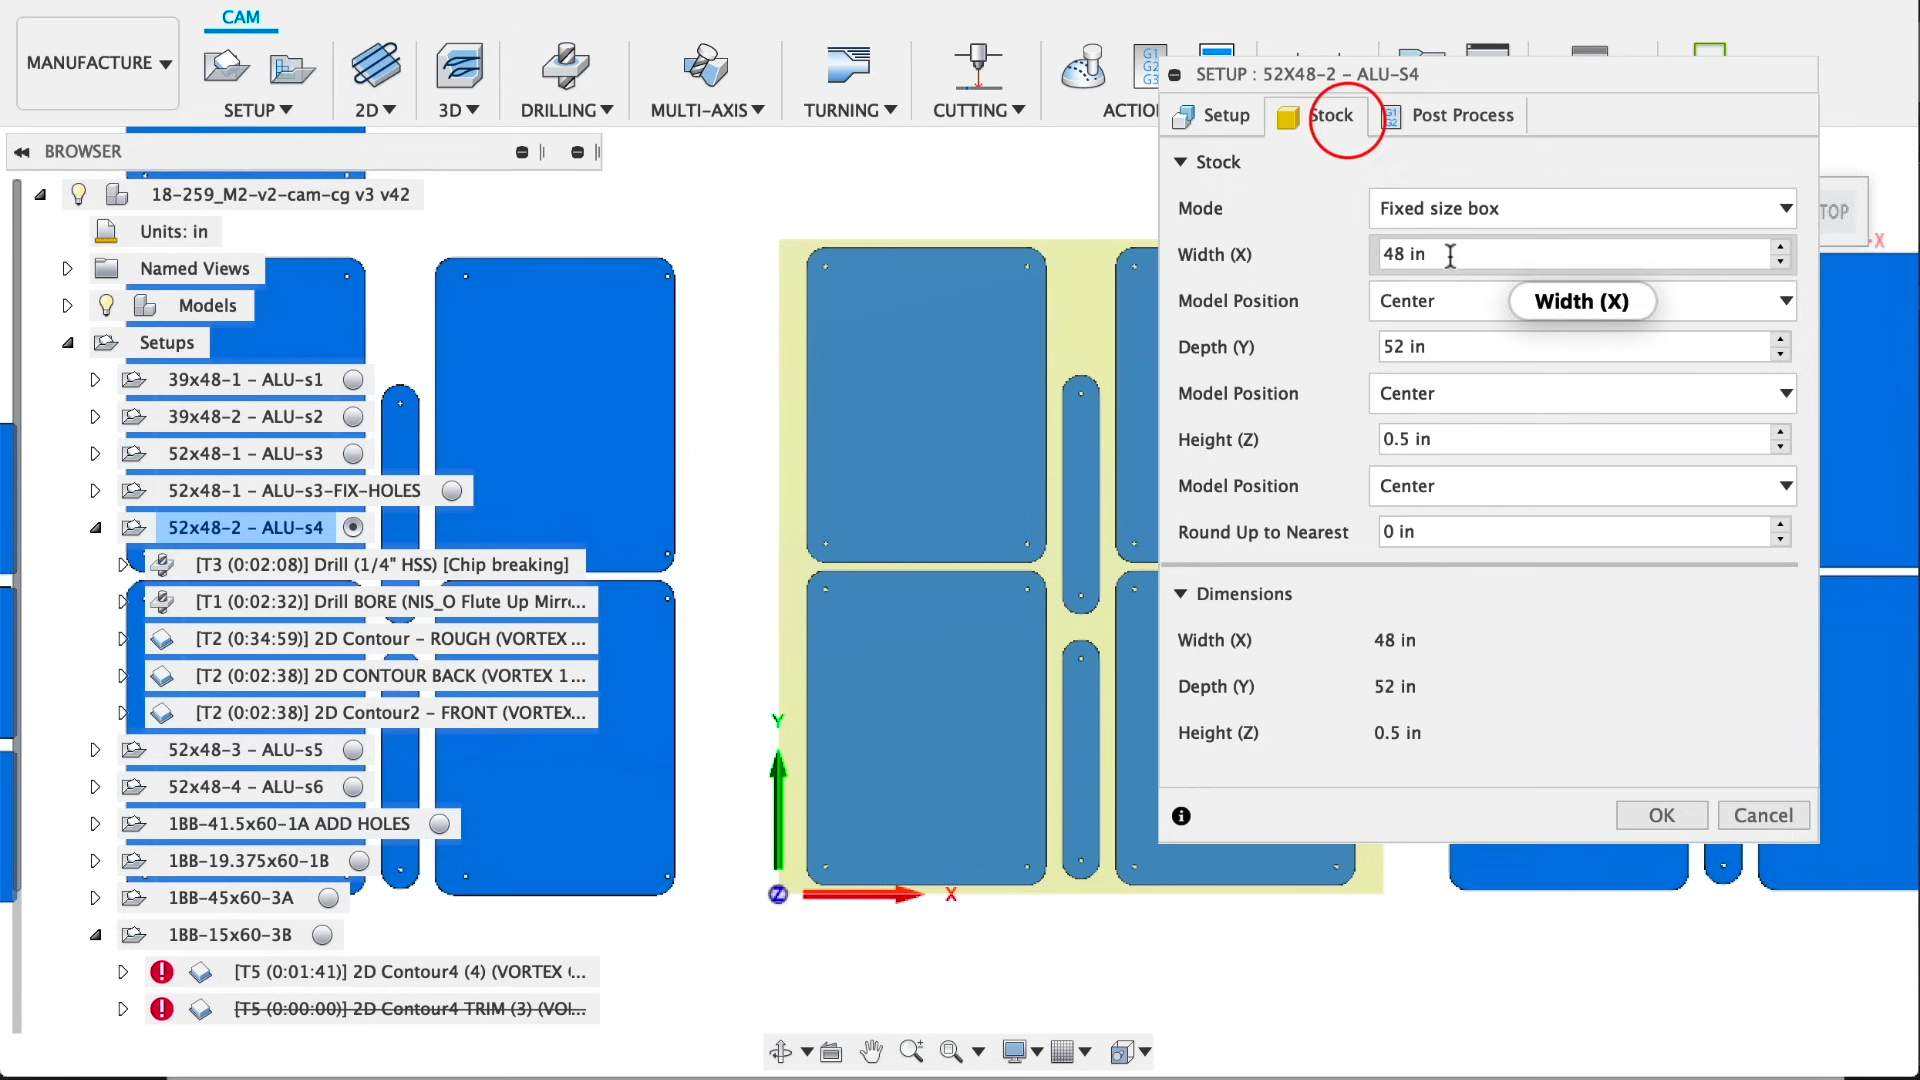 CAM
MANUFACTURE
SETUP
2D
3D
DRILLING
MULTI-AXIS
TURNING
CUTTING
ACTIO
G1
G2
G3
SETUP : 52X48-2 – ALU-S4
Setup
Stock
G1
G2
Post Process
BROWSER
18-259_M2-v2-cam-cg v3 v42
Units: in
Named Views
Models
Setups
39x48-1 – ALU-s1
39x48-2 – ALU-s2
52x48-1 – ALU-s3
52x48-1 – ALU-s3-FIX-HOLES
52x48-2 – ALU-s4
[T3 (0:02:08)] Drill (1/4" HSS) [Chip breaking]
[T1 (0:02:32)] Drill BORE (NIS_O Flute Up Mirr...
[T2 (0:34:59)] 2D Contour – ROUGH (VORTEX ...
[T2 (0:02:38)] 2D CONTOUR BACK (VORTEX 1...
[T2 (0:02:38)] 2D Contour2 – FRONT (VORTEX...
52x48-3 – ALU-s5
52x48-4 – ALU-s6
1BB-41.5x60-1A ADD HOLES
1BB-19.375x60-1B
1BB-45x60-3A
1BB-15x60-3B
[T5 (0:01:41)] 2D Contour4 (4) (VORTEX (...
[T5 (0:00:00)] 2D Contour4 TRIM (3) (VO...
Y
Z
X
Stock
Mode
Fixed size box
Width (X)
48 in
Model Position
Center
Width (X)
Depth (Y)
52 in
Model Position
Center
Height (Z)
0.5 in
Model Position
Center
Round Up to Nearest
0 in
Dimensions
Width (X)
48 in
Depth (Y)
52 in
Height (Z)
0.5 in
OK
Cancel
TOP
X